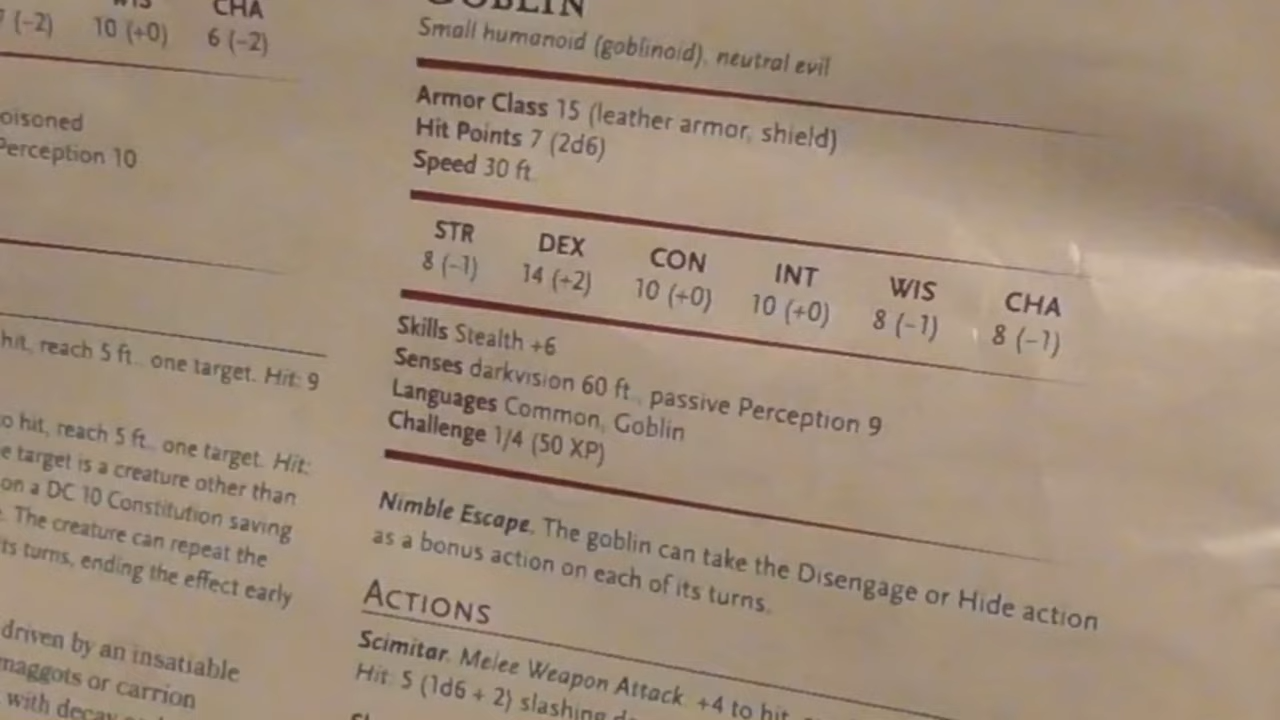 WIS CHA
(-2) 10 (+0) 6 (-2)
oisoned
Perception 10
hit, reach 5 ft., one target. Hit: 9
o hit, reach 5 ft., one target. Hit:
e target is a creature other than
on a DC 10 Constitution saving
. The creature can repeat the
ts turns, ending the effect early
driven by an insatiable
maggots or carrion
with decay
GOBLIN
Small humanoid (goblinoid), neutral evil
Armor Class 15 (leather armor, shield)
Hit Points 7 (2d6)
Speed 30 ft.
STR DEX CON INT WIS CHA
8 (-1) 14 (+2) 10 (+0) 10 (+0) 8 (-1) 8 (-1)
Skills Stealth +6
Senses darkvision 60 ft., passive Perception 9
Languages Common, Goblin
Challenge 1/4 (50 XP)
Nimble Escape. The goblin can take the Disengage or Hide action
as a bonus action on each of its turns.
ACTIONS
Scimitar. Melee Weapon Attack: +4 to hit,
Hit: 5 (1d6 + 2) slashing